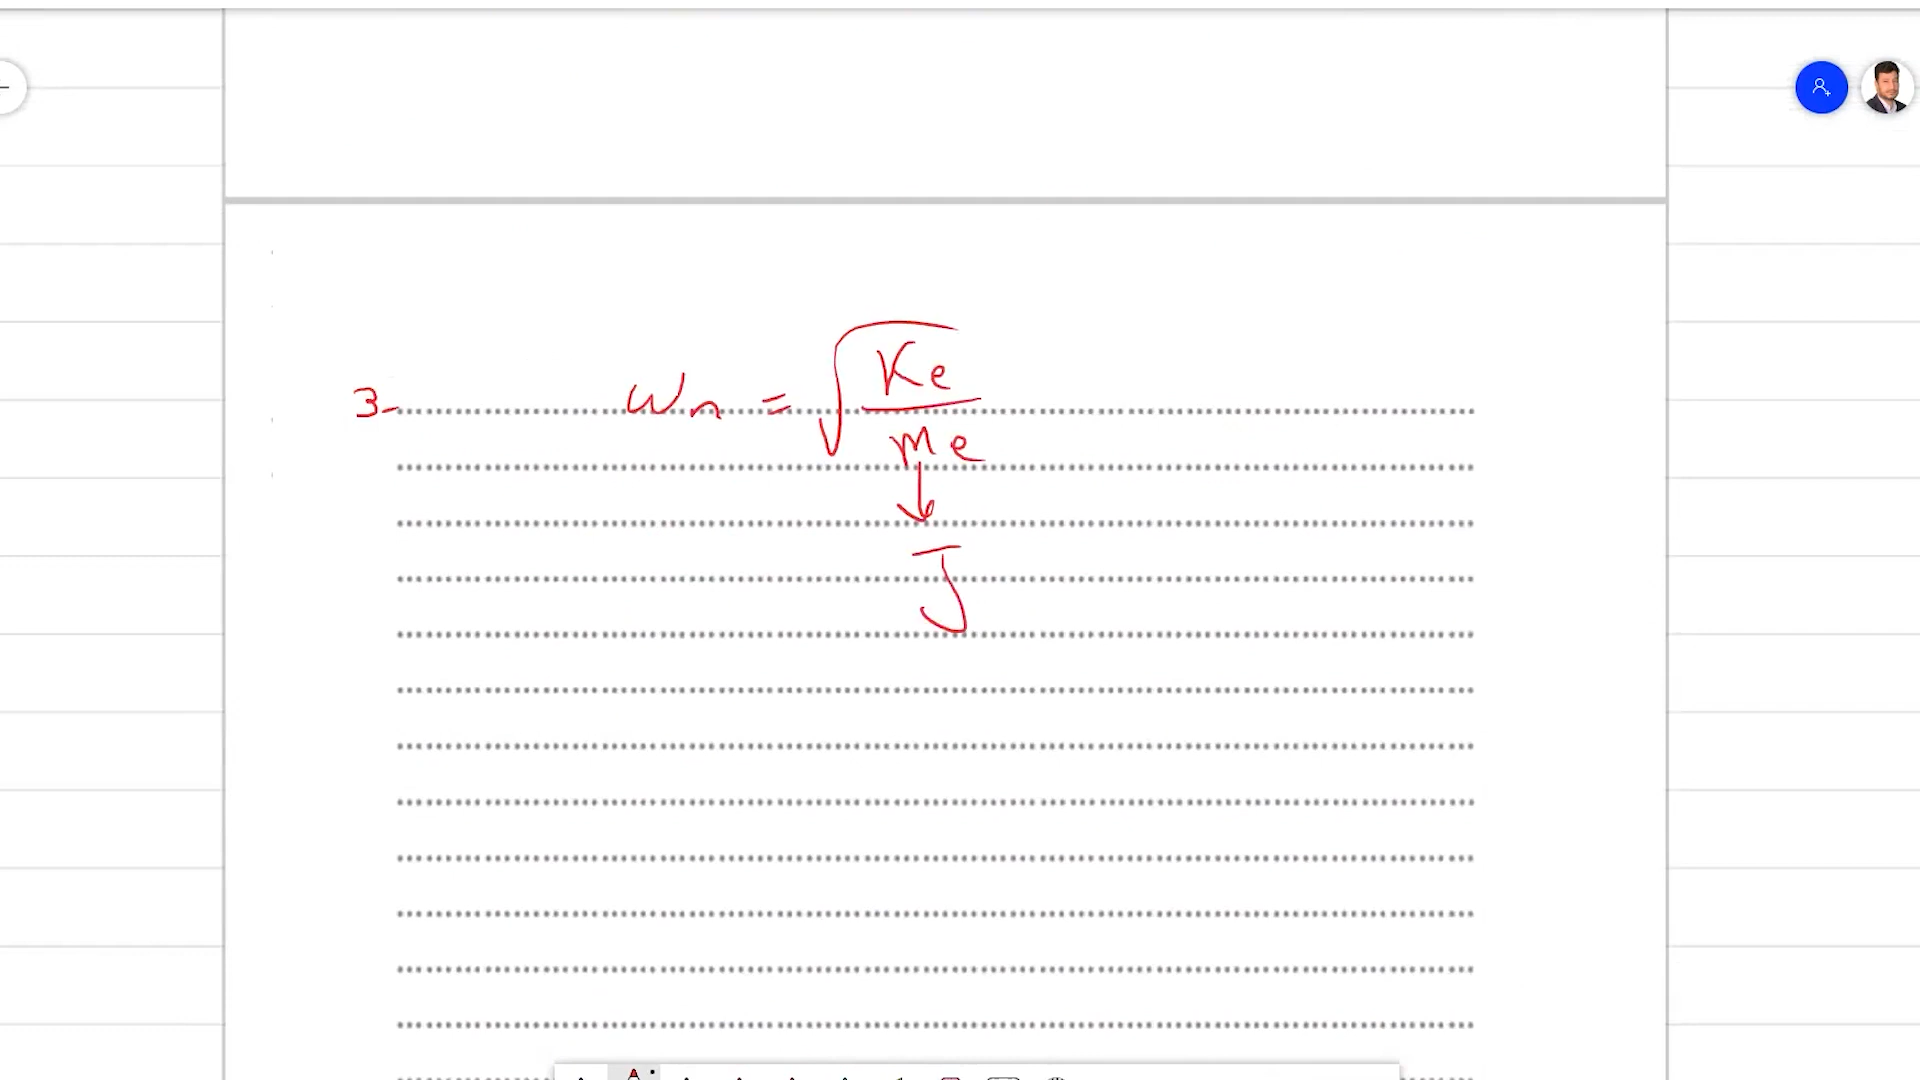 3- ωn = √(Ke/me)
↓
J